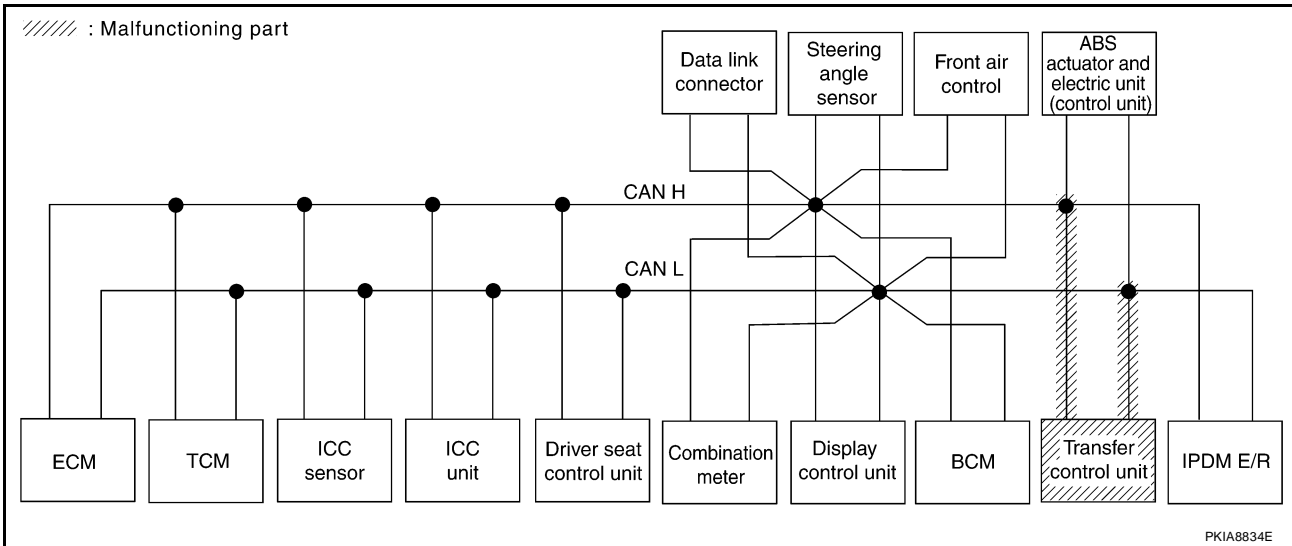 : Malfunctioning part
Data link
connector
Steering
angle
sensor
Front air
control
ABS
actuator and
electric unit
(control unit)
CAN H
CAN L
ECM
TCM
ICC
sensor
ICC
unit
Driver seat
control unit
Combination
meter
Display
control unit
BCM
Transfer
control unit
IPDM E/R
PKIA8834E